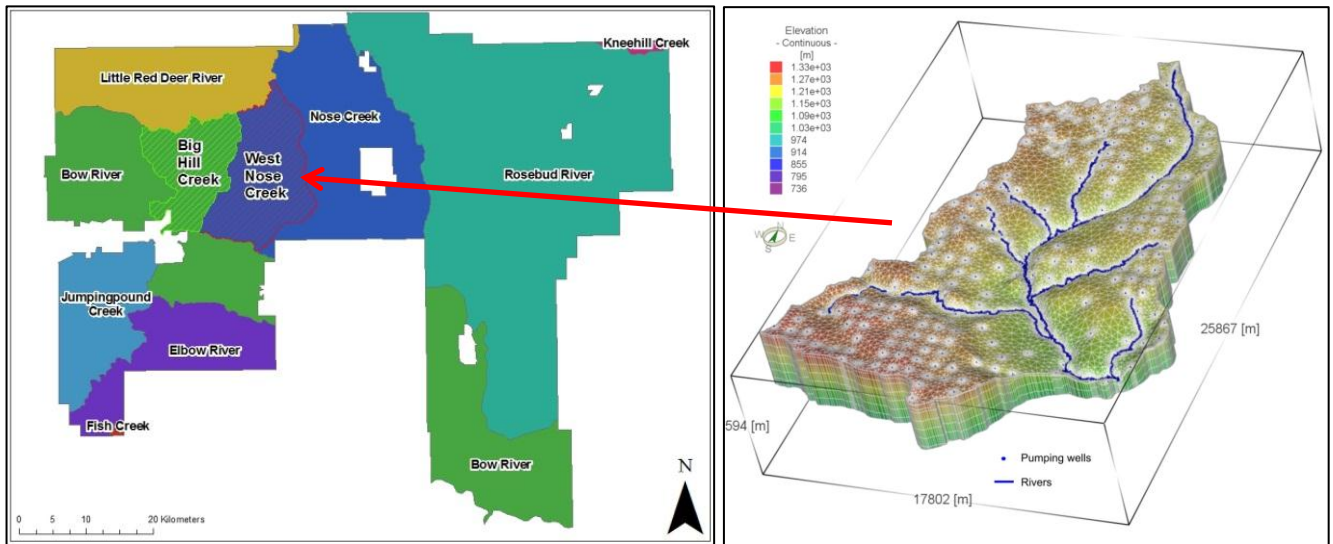 Kneehill Creek
Little Red Deer River
Nose Creek
Big
Hill
Creek
West
Nose
Creek
Bow River
Rosebud River
Jumpingpound
Creek
Elbow River
Fish Creek
Bow River
N
0 5 10 20 Kilometers
Elevation
- Continuous -
[m]
1.33e+03
1.27e+03
1.21e+03
1.15e+03
1.09e+03
1.03e+03
974
914
855
795
736
N
W E
S
25867 [m]
594 [m]
17802 [m]
Pumping wells
Rivers